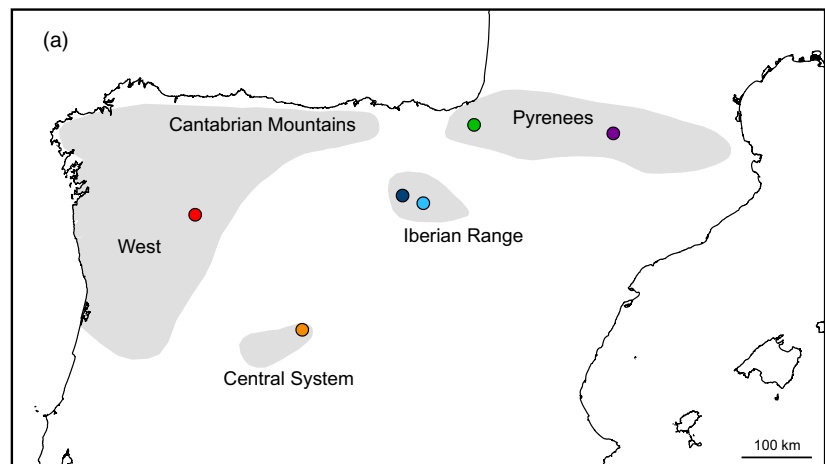 (a)
Cantabrian Mountains
Pyrenees
West
Iberian Range
Central System
100 km